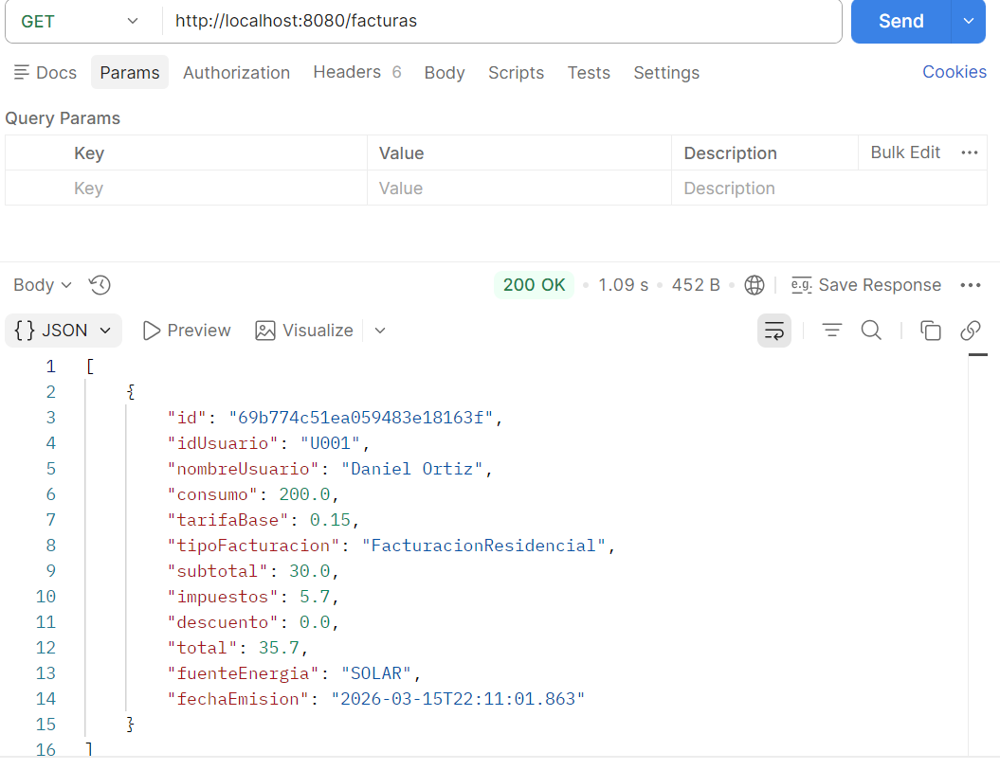 GET http://localhost:8080/facturas Send
Docs Params Authorization Headers 6 Body Scripts Tests Settings Cookies
Query Params
Key Value Description Bulk Edit ···
Key Value Description
Body 200 OK • 1.09 s • 452 B • e.g. Save Response ···
{} JSON Preview Visualize
1 [
2 {
3 "id": "69b774c51ea059483e18163f",
4 "idUsuario": "U001",
5 "nombreUsuario": "Daniel Ortiz",
6 "consumo": 200.0,
7 "tarifaBase": 0.15,
8 "tipoFacturacion": "FacturacionResidencial",
9 "subtotal": 30.0,
10 "impuestos": 5.7,
11 "descuento": 0.0,
12 "total": 35.7,
13 "fuenteEnergia": "SOLAR",
14 "fechaEmision": "2026-03-15T22:11:01.863"
15 }
16 ]